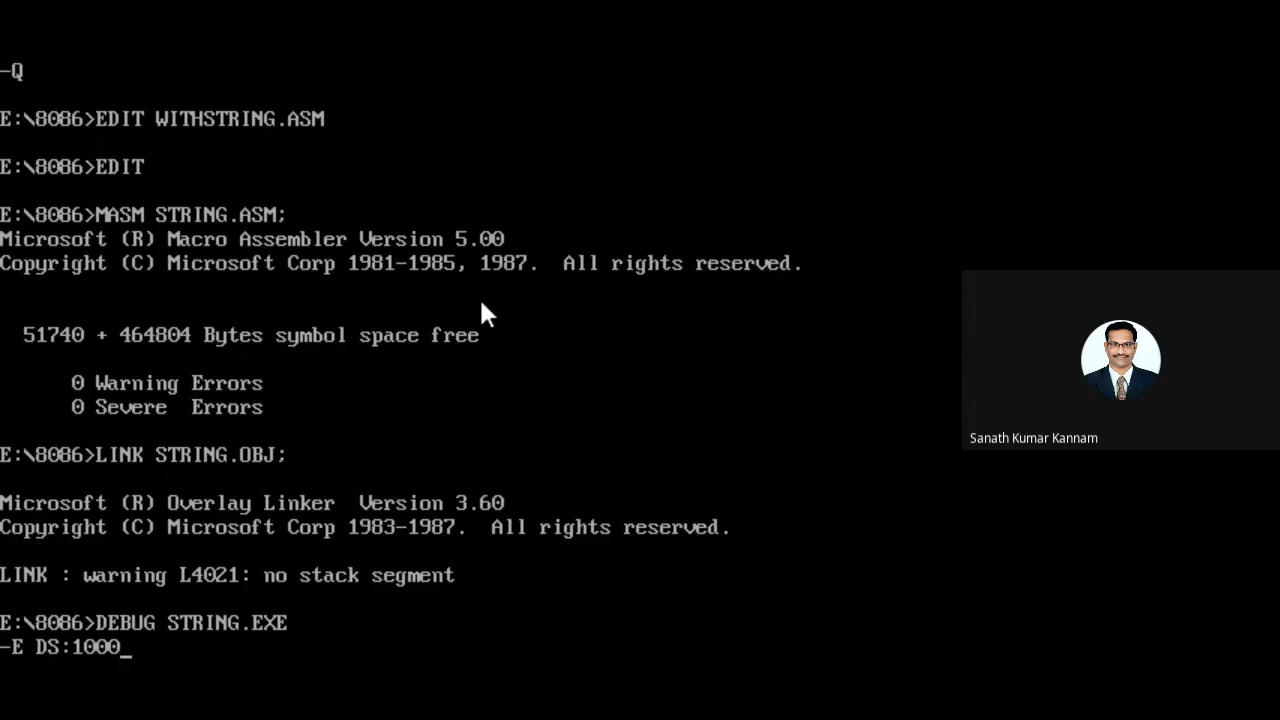 -Q
E:\8086>EDIT WITHSTRING.ASM
E:\8086>EDIT
E:\8086>MASM STRING.ASM;
Microsoft (R) Macro Assembler Version 5.00
Copyright (C) Microsoft Corp 1981-1985, 1987.  All rights reserved.
51740 + 464804 Bytes symbol space free
0 Warning Errors
0 Severe  Errors
E:\8086>LINK STRING.OBJ;
Microsoft (R) Overlay Linker  Version 3.60
Copyright (C) Microsoft Corp 1983-1987.  All rights reserved.
LINK : warning L4021: no stack segment
E:\8086>DEBUG STRING.EXE
-E DS:1000_
Sanath Kumar Kannam